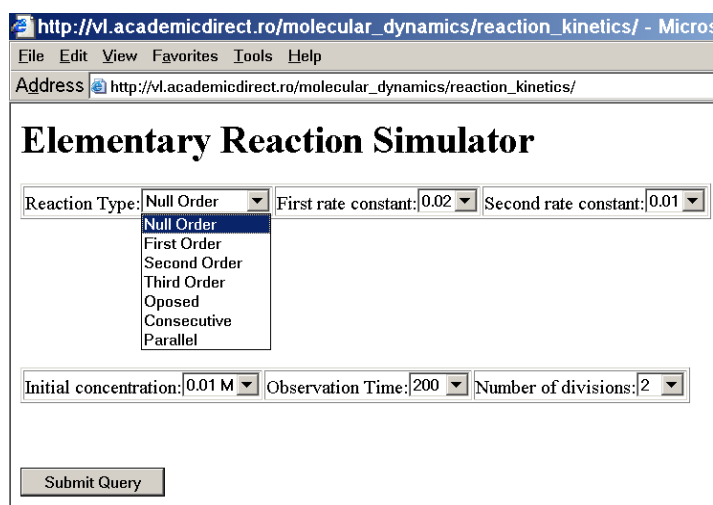 http://vl.academicdirect.ro/molecular_dynamics/reaction_kinetics/ - Micros
File Edit View Favorites Tools Help
Address http://vl.academicdirect.ro/molecular_dynamics/reaction_kinetics/
Elementary Reaction Simulator
Reaction Type: Null Order First rate constant: 0.02 Second rate constant: 0.01
Null Order
First Order
Second Order
Third Order
Oposed
Consecutive
Parallel
Initial concentration: 0.01 M Observation Time: 200 Number of divisions: 2
Submit Query